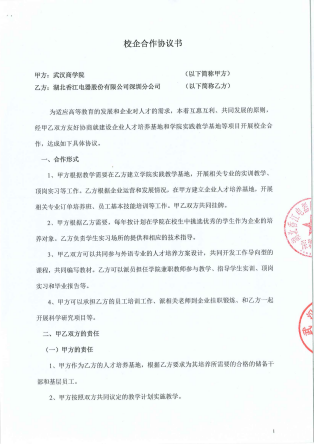 校企合作协议书
甲方：武汉商学院 （以下简称甲方）
乙方：湖北香江电器股份有限公司深圳分公司 （以下简称乙方）
为适应高等教育的发展和企业对人才的需求，本着互惠互利、共同发展的原则，
经甲乙双方友好协商就建设企业人才培养基地和学院实践教学基地等项目开展校企合
作，达成如下具体协议。
一、合作形式
1、甲方根据教学需要在乙方建立学院实践教学基地，开展相关专业的实训教学、
顶岗实习等工作。乙方根据企业运营和发展情况，在甲方建立企业人才培养基地，开展
相关专业订单培班、员工基本技能培训等工作，甲乙双方共同挂牌。
2、甲方根据乙方需要，每年按计划在学院在校生中挑选优秀的学生作为企业的培
养对象。乙方负责学生实习场所的提供和相应的技术指导。
3、甲乙双方可以共同参与外语专业的人才培养方案设计，共同开发工作导向型的
课程，共同编写教材。乙方可以派员担任学院兼职教师参与教学、指导学生实训、顶岗
实习和毕业报告等。
4、甲方可以承担乙方的员工培训工作，派相关老师到企业挂职锻炼、和乙方一起
开展科学研究项目等。
二、甲乙双方的责任
（一）甲方的责任
1、甲方作为乙方的人才培养基地，根据乙方要求为其培养所需要的合格的储备干
部和基层员工。
2、甲方按照双方共同议定的教学计划实施教学。
1